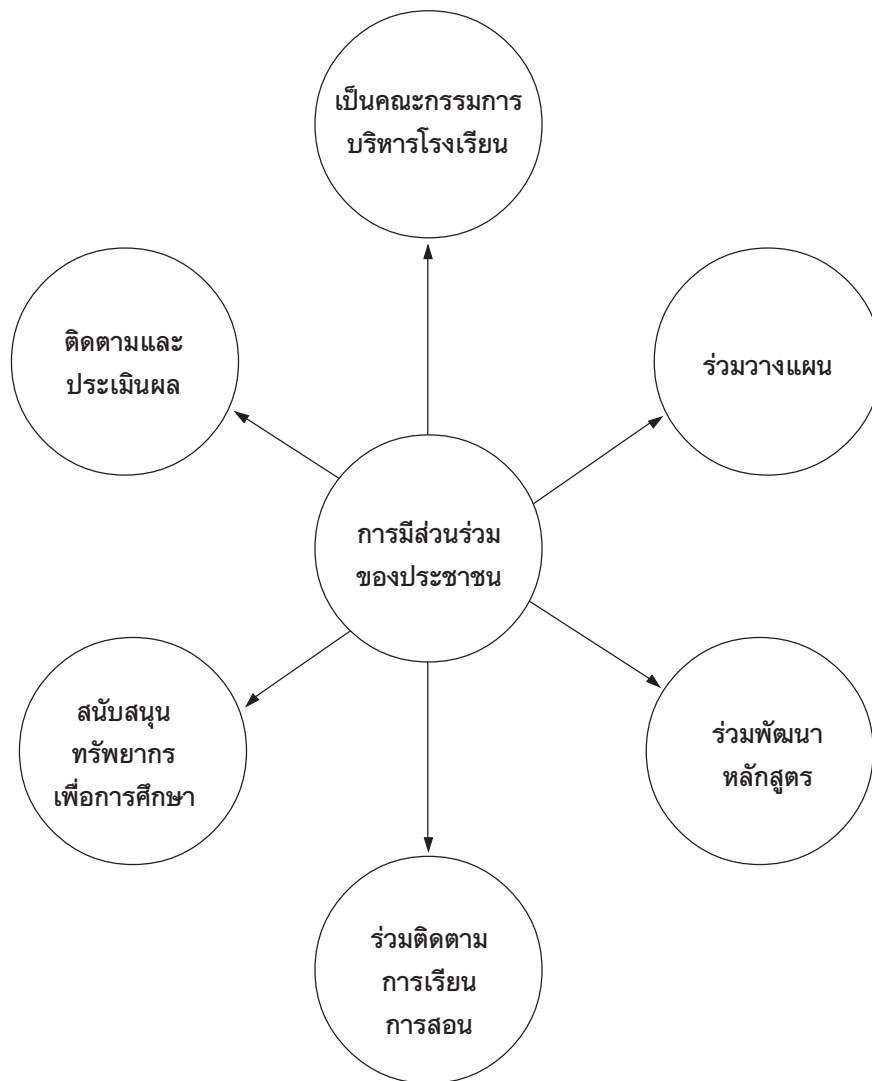 เป็นคณะกรรมการ
บริหารโรงเรียน
ติดตามและ
ประเมินผล
ร่วมวางแผน
การมีส่วนร่วม
ของประชาชน
สนับสนุน
ทรัพยากร
เพื่อการศึกษา
ร่วมพัฒนา
หลักสูตร
ร่วมติดตาม
การเรียน
การสอน